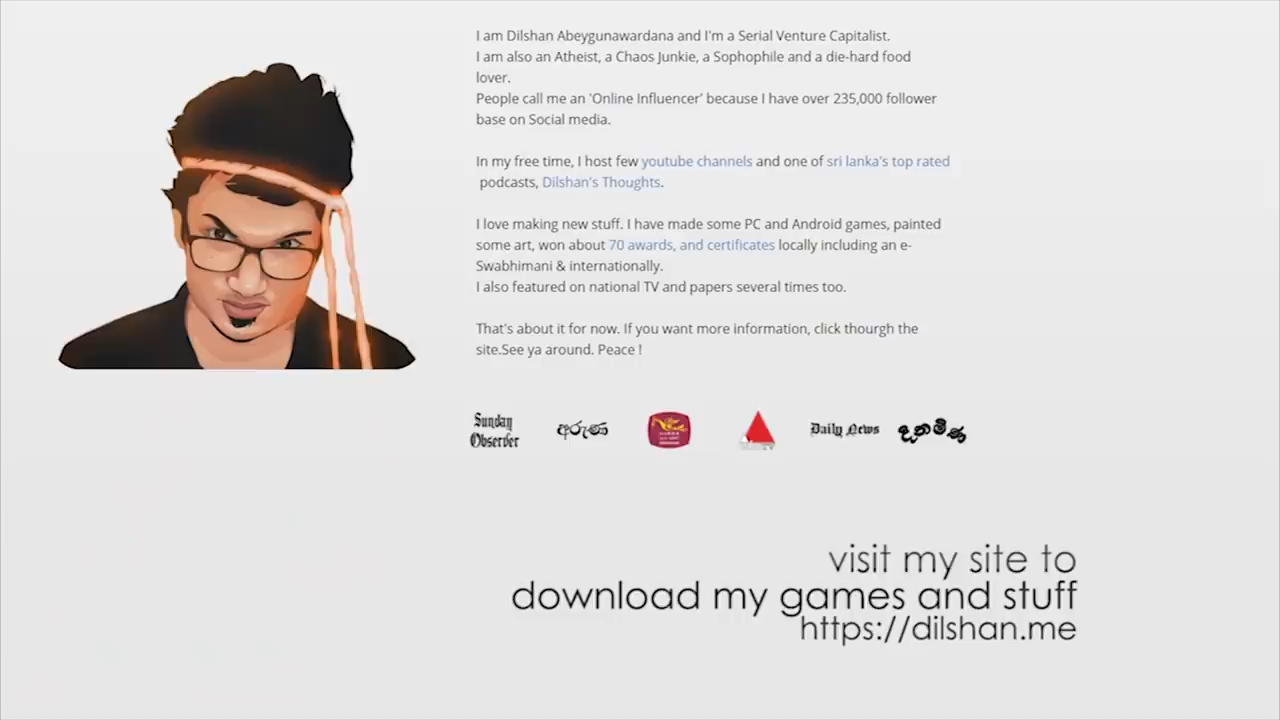 I am Dilshan Abeygunawardana and I'm a Serial Venture Capitalist.
I am also an Atheist, a Chaos Junkie, a Sophophile and a die-hard food
lover.
People call me an 'Online Influencer' because I have over 235,000 follower
base on Social media.
In my free time, I host few youtube channels and one of sri lanka's top rated
podcasts, Dilshan's Thoughts.
I love making new stuff. I have made some PC and Android games, painted
some art, won about 70 awards, and certificates locally including an e-
Swabhimani & internationally.
I also featured on national TV and papers several times too.
That's about it for now. If you want more information, click thourgh the
site.See ya around. Peace !
Sunday
Observer
අරුණ
Daily News
දිනමිණ
visit my site to
download my games and stuff
https://dilshan.me